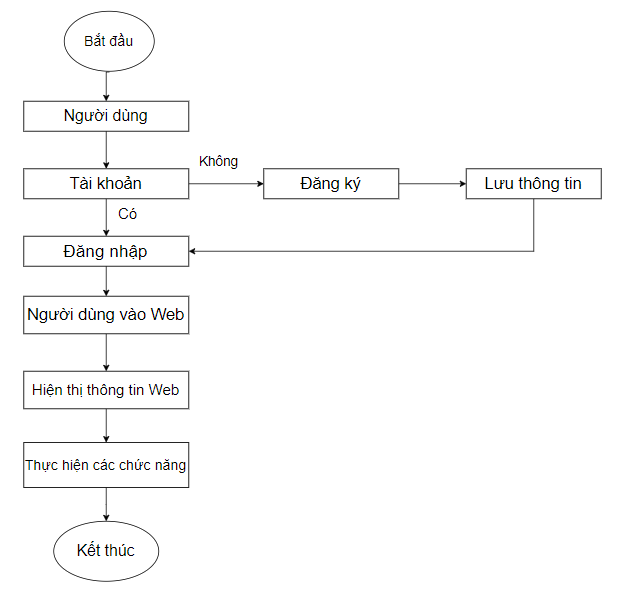 Bắt đầu
Người dùng
Không
Tài khoản
Đăng ký
Lưu thông tin
Có
Đăng nhập
Người dùng vào Web
Hiện thị thông tin Web
Thực hiện các chức năng
Kết thúc